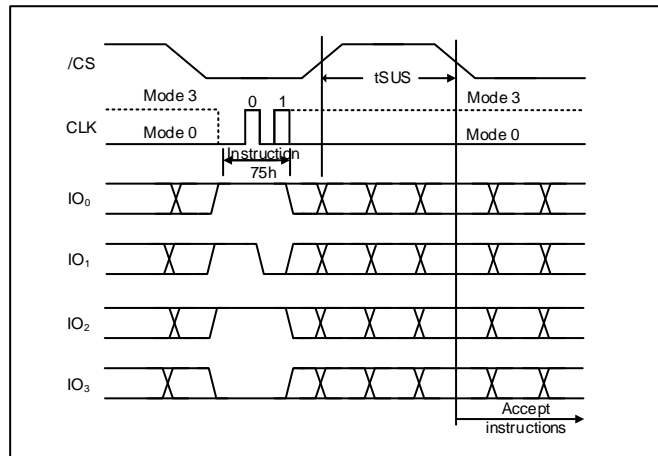 /CS
tSUS
Mode 3
0 1
Mode 3
CLK
Mode 0
Mode 0
Instruction
75h
IO0
IO1
IO2
IO3
Accept
instructions